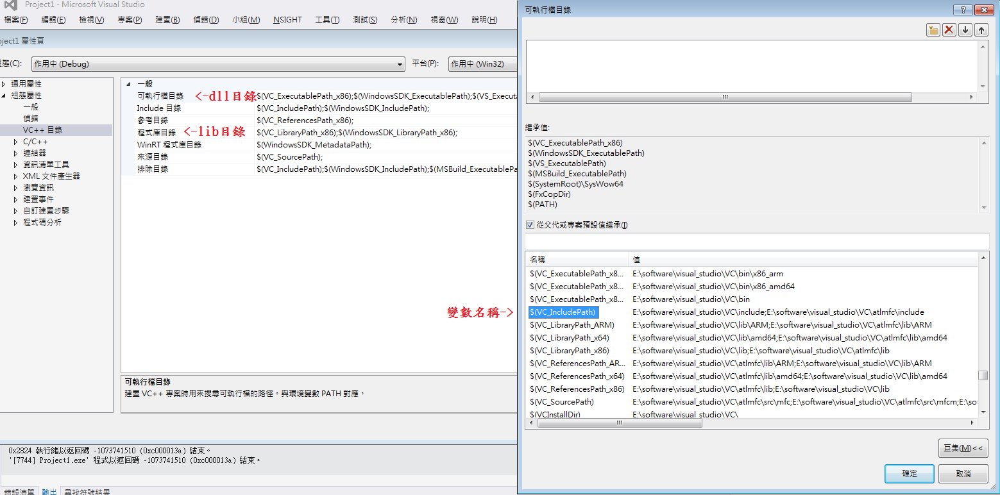 Project1 - Microsoft Visual Studio
檔案(F) 編輯(E) 檢視(V) 專案(P) 建置(B) 偵錯(D) 小組(M) NSIGHT 工具(T) 測試(S) 分析(N) 視窗(W) 說明(H)
oject1 屬性頁
組態(C): 作用中 (Debug) 平台(P): 作用中 (Win32)
通用屬性
組態屬性
一般
偵錯
VC++ 目錄
C/C++
連結器
資訊清單工具
XML 文件產生器
瀏覽資訊
建置事件
自訂建置步驟
程式碼分析
一般
可執行檔目錄 <-dll目錄 $(VC_ExecutablePath_x86);$(WindowsSDK_ExecutablePath);$(VS_Executa
Include 目錄 $(VC_IncludePath);$(WindowsSDK_IncludePath);
參考目錄 $(VC_ReferencesPath_x86);
程式庫目錄 <-lib目錄 $(VC_LibraryPath_x86);$(WindowsSDK_LibraryPath_x86);
WinRT 程式庫目錄 $(WindowsSDK_MetadataPath);
來源目錄 $(VC_SourcePath);
排除目錄 $(VC_IncludePath);$(WindowsSDK_IncludePath);$(MSBuild_ExecutablePa
變數名稱->
可執行檔目錄
建置 VC++ 專案時用來搜尋可執行檔的路徑。與環境變數 PATH 對應。
0x2824 執行緒以返回碼 -1073741510 (0xc000013a) 結束。
'[7744] Project1.exe' 程式以返回碼 -1073741510 (0xc000013a) 結束。
錯誤清單 輸出 尋找符號結果
可執行檔目錄
繼承值:
$(VC_ExecutablePath_x86)
$(WindowsSDK_ExecutablePath)
$(VS_ExecutablePath)
$(MSBuild_ExecutablePath)
$(SystemRoot)\SysWow64
$(FxCopDir)
$(PATH)
從父代或專案預設值繼承(I)
名稱 值
$(VC_ExecutablePath_x8... E:\software\visual_studio\VC\bin\x86_arm
$(VC_ExecutablePath_x8... E:\software\visual_studio\VC\bin\x86_amd64
$(VC_ExecutablePath_x8... E:\software\visual_studio\VC\bin
$(VC_IncludePath) E:\software\visual_studio\VC\include;E:\software\visual_studio\VC\atlmfc\include
$(VC_LibraryPath_ARM) E:\software\visual_studio\VC\lib\ARM;E:\software\visual_studio\VC\atlmfc\lib\ARM
$(VC_LibraryPath_x64) E:\software\visual_studio\VC\lib\amd64;E:\software\visual_studio\VC\atlmfc\lib\amd64
$(VC_LibraryPath_x86) E:\software\visual_studio\VC\lib;E:\software\visual_studio\VC\atlmfc\lib
$(VC_ReferencesPath_AR... E:\software\visual_studio\VC\atlmfc\lib\ARM;E:\software\visual_studio\VC\lib\ARM
$(VC_ReferencesPath_x64) E:\software\visual_studio\VC\atlmfc\lib\amd64;E:\software\visual_studio\VC\lib\amd64
$(VC_ReferencesPath_x86) E:\software\visual_studio\VC\atlmfc\lib;E:\software\visual_studio\VC\lib
$(VC_SourcePath) E:\software\visual_studio\VC\atlmfc\src\mfc;E:\software\visual_studio\VC\atlmfc\src\mfcm;E:\so
$(VCInstallDir) E:\software\visual_studio\VC\
巨集(M)<<
確定 取消